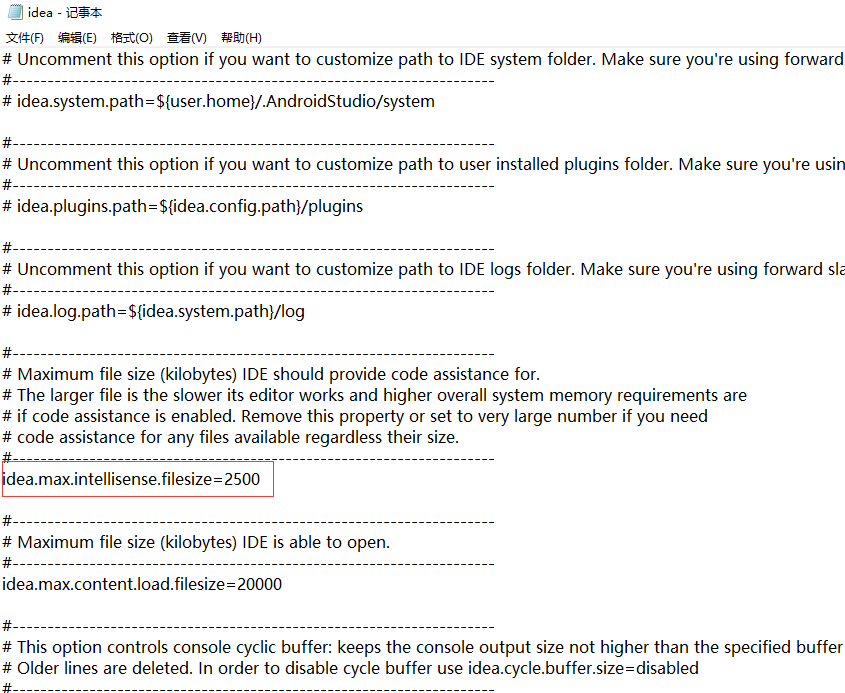 idea - 记事本
文件(F) 编辑(E) 格式(O) 查看(V) 帮助(H)
# Uncomment this option if you want to customize path to IDE system folder. Make sure you're using forward
#-----------------------------------------------------------------------
# idea.system.path=${user.home}/.AndroidStudio/system
#-----------------------------------------------------------------------
# Uncomment this option if you want to customize path to user installed plugins folder. Make sure you're usin
#-----------------------------------------------------------------------
# idea.plugins.path=${idea.config.path}/plugins
#-----------------------------------------------------------------------
# Uncomment this option if you want to customize path to IDE logs folder. Make sure you're using forward sla
#-----------------------------------------------------------------------
# idea.log.path=${idea.system.path}/log
#-----------------------------------------------------------------------
# Maximum file size (kilobytes) IDE should provide code assistance for.
# The larger file is the slower its editor works and higher overall system memory requirements are
# if code assistance is enabled. Remove this property or set to very large number if you need
# code assistance for any files available regardless their size.
#-----------------------------------------------------------------------
idea.max.intellisense.filesize=2500
#-----------------------------------------------------------------------
# Maximum file size (kilobytes) IDE is able to open.
#-----------------------------------------------------------------------
idea.max.content.load.filesize=20000
#-----------------------------------------------------------------------
# This option controls console cyclic buffer: keeps the console output size not higher than the specified buffer
# Older lines are deleted. In order to disable cycle buffer use idea.cycle.buffer.size=disabled
#-----------------------------------------------------------------------